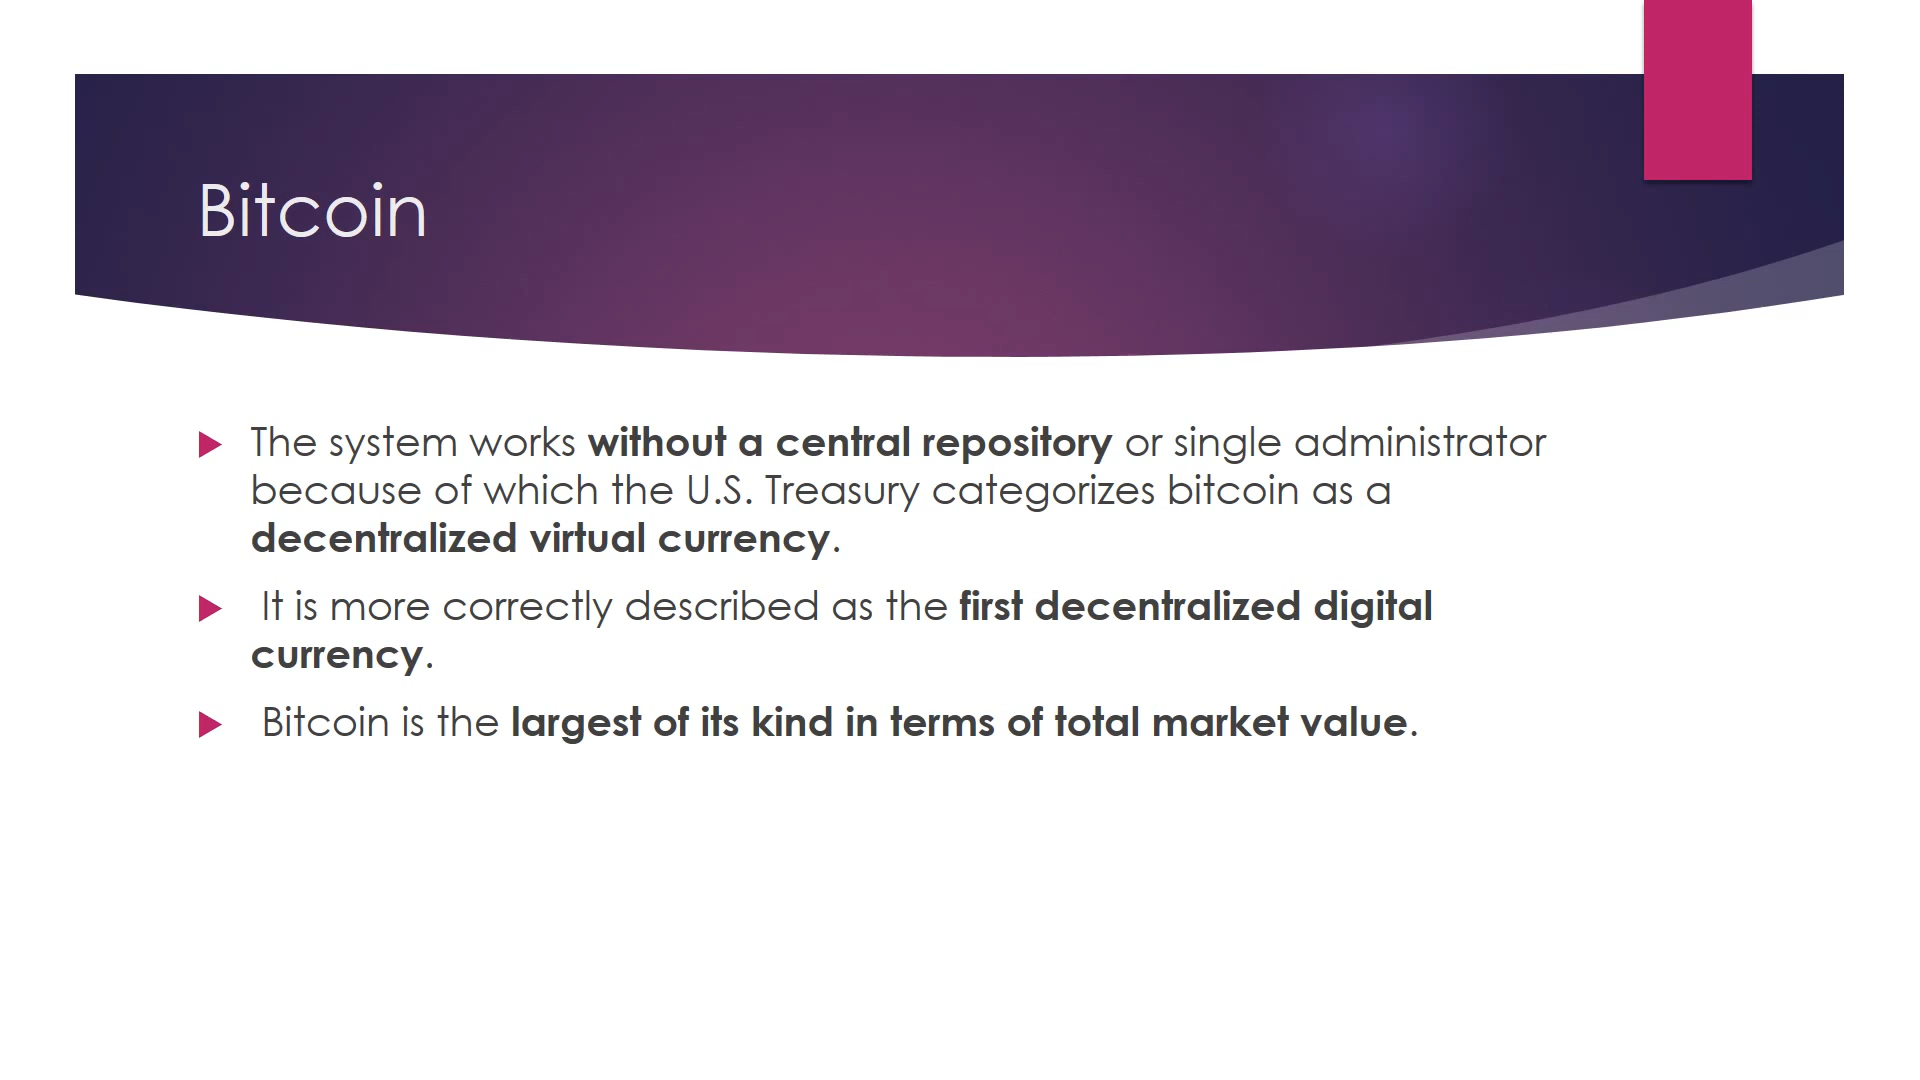 Bitcoin
The system works without a central repository or single administrator
because of which the U.S. Treasury categorizes bitcoin as a
decentralized virtual currency.
It is more correctly described as the first decentralized digital
currency.
Bitcoin is the largest of its kind in terms of total market value.